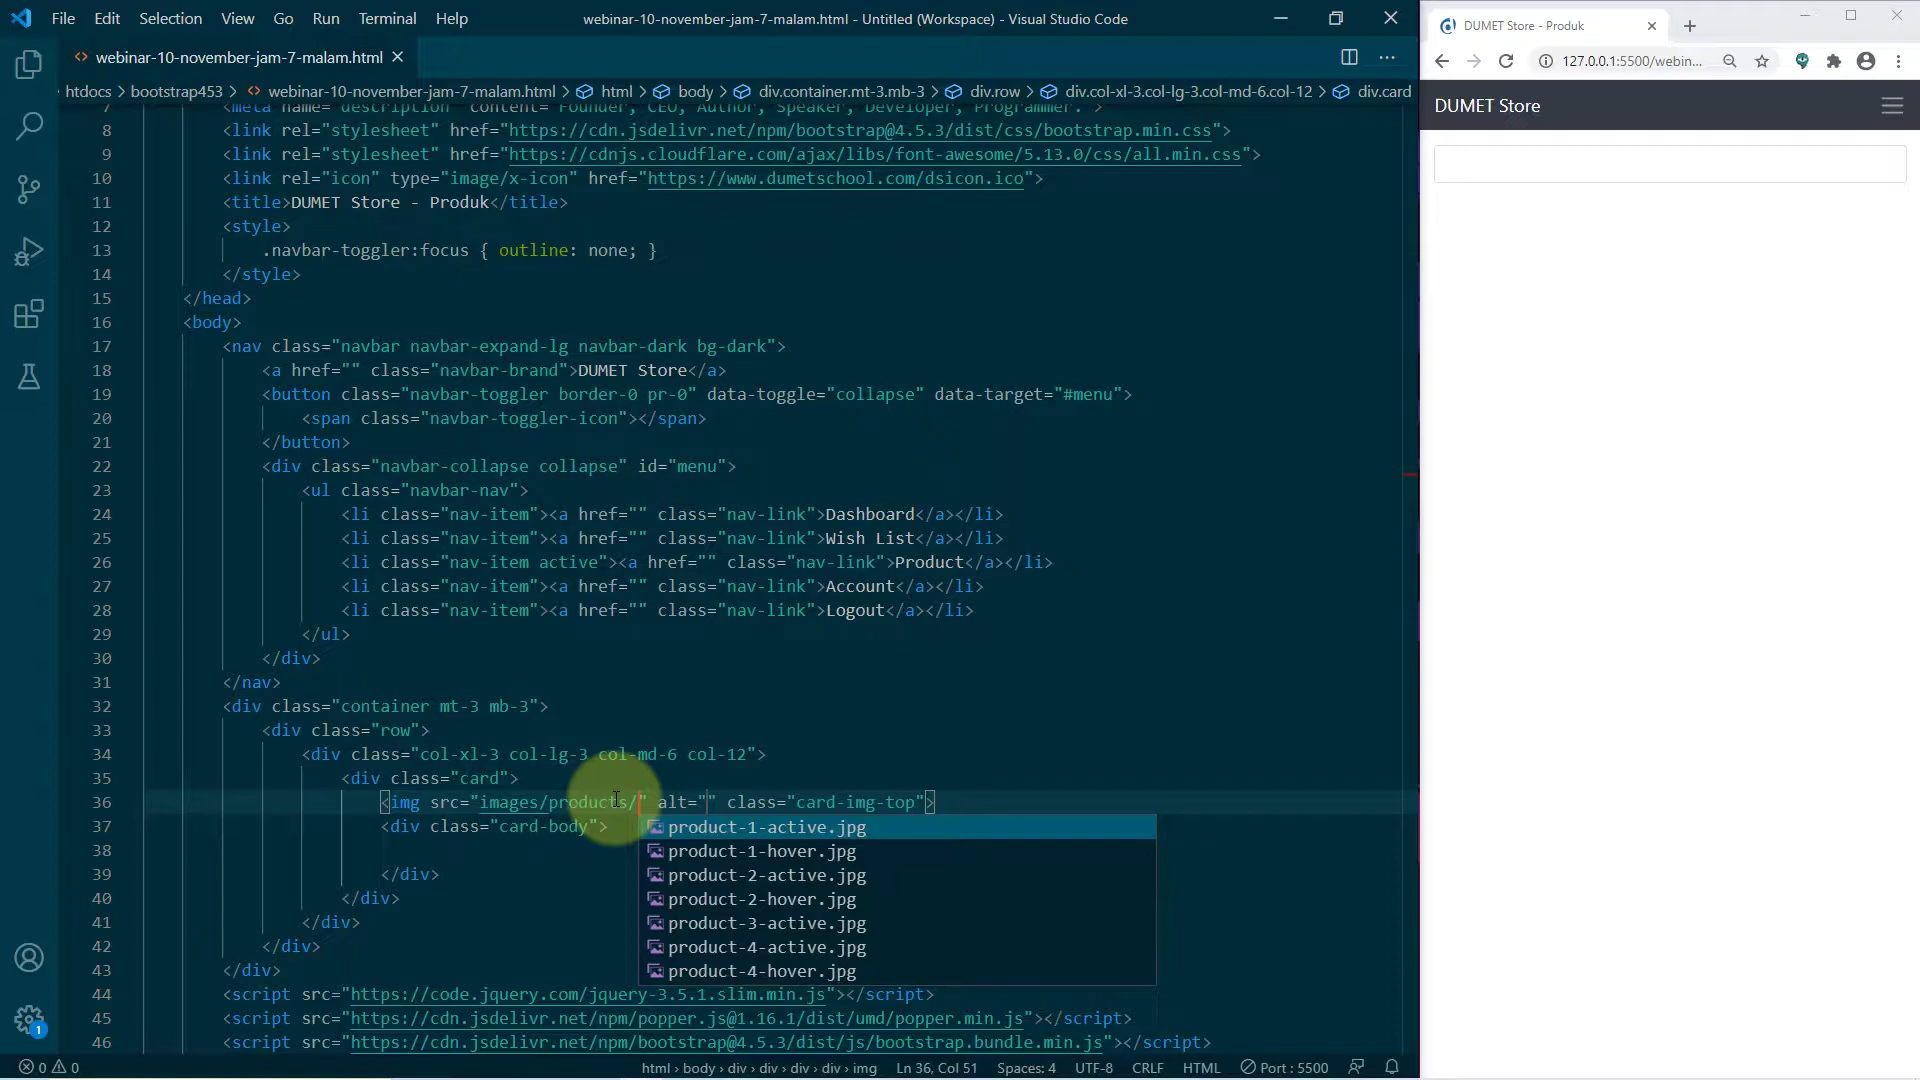 File Edit Selection View Go Run Terminal Help
webinar-10-november-jam-7-malam.html - Untitled (Workspace) - Visual Studio Code
webinar-10-november-jam-7-malam.html
htdocs > bootstrap453 > webinar-10-november-jam-7-malam.html > html > body > div.container.mt-3.mb-3 > div.row > div.col-xl-3.col-lg-3.col-md-6.col-12 > div.card
7 <meta name="description" content="Founder, CEO, Author, Speaker, Developer, Programmer.">
8 <link rel="stylesheet" href="https://cdn.jsdelivr.net/npm/bootstrap@4.5.3/dist/css/bootstrap.min.css">
9 <link rel="stylesheet" href="https://cdnjs.cloudflare.com/ajax/libs/font-awesome/5.13.0/css/all.min.css">
10 <link rel="icon" type="image/x-icon" href="https://www.dumetschool.com/dsicon.ico">
11 <title>DUMET Store - Produk</title>
12 <style>
13 .navbar-toggler:focus { outline: none; }
14 </style>
15 </head>
16 <body>
17 <nav class="navbar navbar-expand-lg navbar-dark bg-dark">
18 <a href="" class="navbar-brand">DUMET Store</a>
19 <button class="navbar-toggler border-0 pr-0" data-toggle="collapse" data-target="#menu">
20 <span class="navbar-toggler-icon"></span>
21 </button>
22 <div class="navbar-collapse collapse" id="menu">
23 <ul class="navbar-nav">
24 <li class="nav-item"><a href="" class="nav-link">Dashboard</a></li>
25 <li class="nav-item"><a href="" class="nav-link">Wish List</a></li>
26 <li class="nav-item active"><a href="" class="nav-link">Product</a></li>
27 <li class="nav-item"><a href="" class="nav-link">Account</a></li>
28 <li class="nav-item"><a href="" class="nav-link">Logout</a></li>
29 </ul>
30 </div>
31 </nav>
32 <div class="container mt-3 mb-3">
33 <div class="row">
34 <div class="col-xl-3 col-lg-3 col-md-6 col-12">
35 <div class="card">
36 <img src="images/products/" alt="" class="card-img-top">
37 <div class="card-body">
38
39 </div>
40 </div>
41 </div>
42 </div>
43 </div>
44 <script src="https://code.jquery.com/jquery-3.5.1.slim.min.js"></script>
45 <script src="https://cdn.jsdelivr.net/npm/popper.js@1.16.1/dist/umd/popper.min.js"></script>
46 <script src="https://cdn.jsdelivr.net/npm/bootstrap@4.5.3/dist/js/bootstrap.bundle.min.js"></script>
product-1-active.jpg
product-1-hover.jpg
product-2-active.jpg
product-2-hover.jpg
product-3-active.jpg
product-4-active.jpg
product-4-hover.jpg
1
0 0 html > body > div > div > div > div > img Ln 36, Col 51 Spaces: 4 UTF-8 CRLF HTML Port : 5500
DUMET Store - Produk
127.0.0.1:5500/webin...
DUMET Store